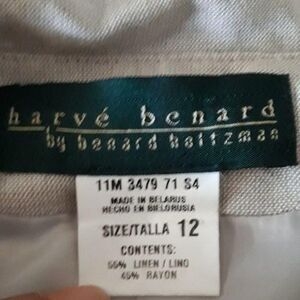 harvé benard
by benard holtzman
11M 3479 71 S4
MADE IN BELARUS
HECHO EN BIELORUSIA
SIZE/TALLA 12
CONTENTS:
55% LINEN / LINO
45% RAYON